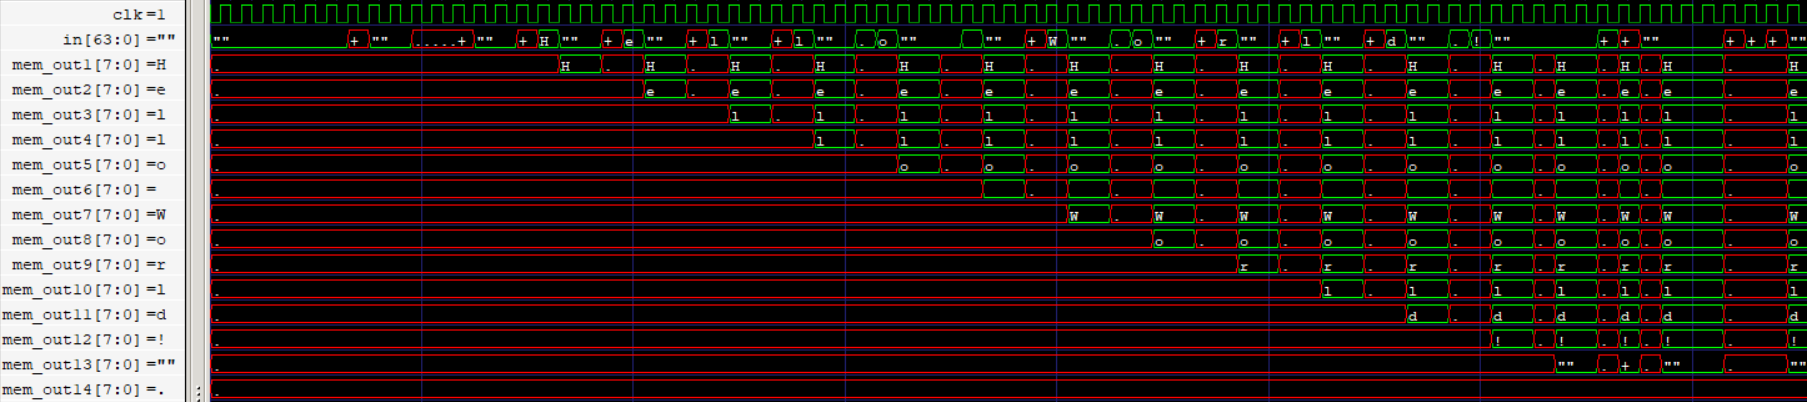 clk=1
in[63:0]="" "" + "" .....+ "" + H "" + e "" + l "" + l "" . o "" "" + W "" . o "" + r "" + l "" + d "" . ! "" + + "" + + + ""
mem_out1[7:0]=H . H . H . H . H . H . H . H . H . H . H . H . H . H . H . H . H
mem_out2[7:0]=e . e . e . e . e . e . e . e . e . e . e . e . e . e . e . e
mem_out3[7:0]=l . l . l . l . l . l . l . l . l . l . l . l . l . l . l
mem_out4[7:0]=l . l . l . l . l . l . l . l . l . l . l . l . l . l
mem_out5[7:0]=o . o . o . o . o . o . o . o . o . o . o . o . o
mem_out6[7:0]= . . . . . . . . . . .
mem_out7[7:0]=W . W . W . W . W . W . W . W . W . W . W
mem_out8[7:0]=o . o . o . o . o . o . o . o . o . o
mem_out9[7:0]=r . r . r . r . r . r . r . r . r
mem_out10[7:0]=l . l . l . l . l . l . l . l
mem_out11[7:0]=d . d . d . d . d . d . d
mem_out12[7:0]=! . ! . ! . ! . ! . !
mem_out13[7:0]="" . "" . + . "" . ""
mem_out14[7:0]=. .